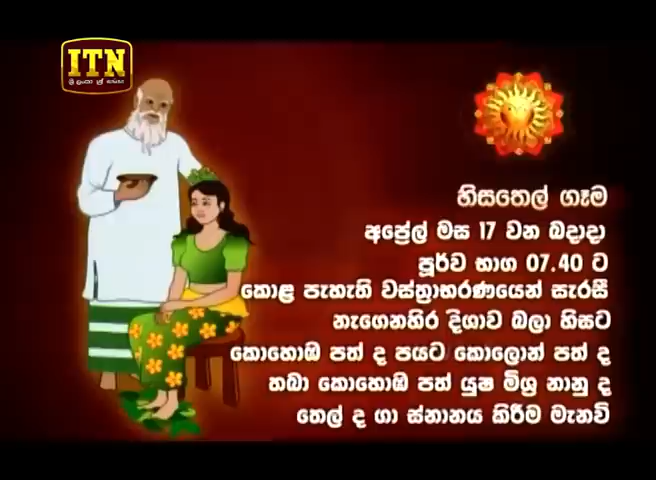 ITN
හිසතෙල් ගෑම
අප්‍රේල් මස 17 වන බදාදා
පූර්ව භාග 07.40 ට
කොළ පැහැති වස්ත්‍රාභරණයෙන් සැරසී
නැගෙනහිර දිශාව බලා හිසට
කොහොඹ පත් ද පයට කොලොන් පත් ද
තබා කොහොඹ පත් යුෂ මිශ්‍ර නානු ද
තෙල් ද ගා ස්නානය කිරීම මැනවි